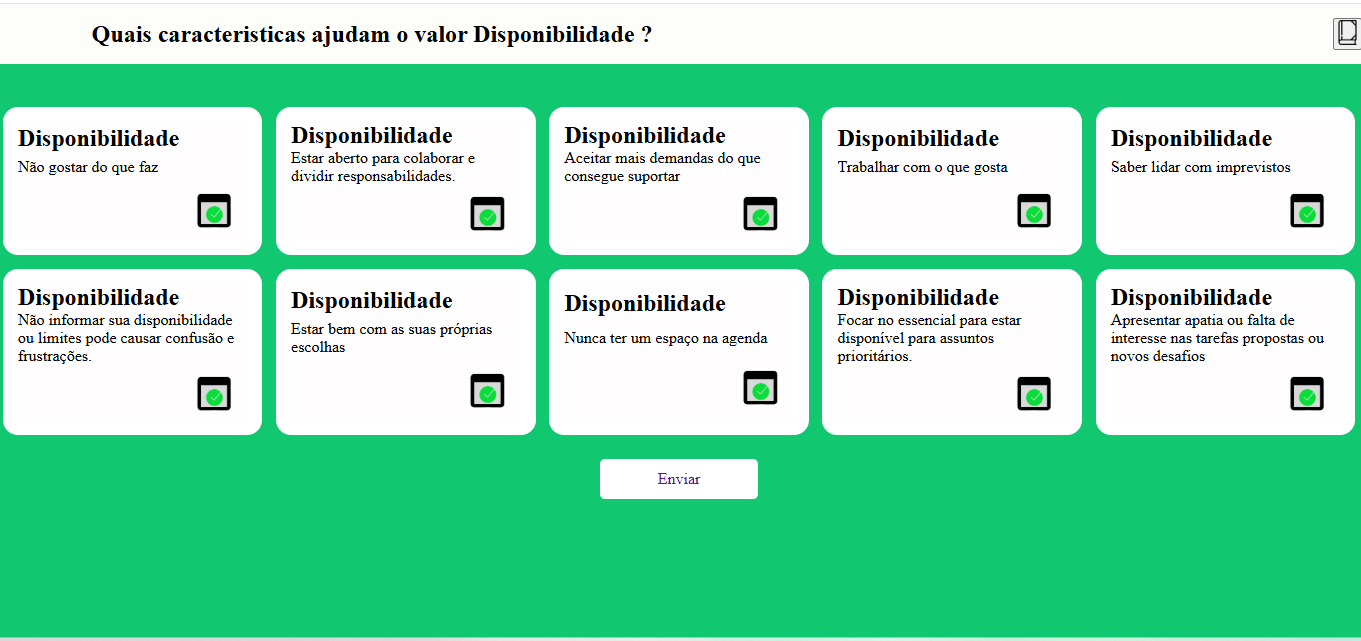 Quais caracteristicas ajudam o valor Disponibilidade ?
Disponibilidade
Não gostar do que faz
Disponibilidade
Estar aberto para colaborar e
dividir responsabilidades.
Disponibilidade
Aceitar mais demandas do que
consegue suportar
Disponibilidade
Trabalhar com o que gosta
Disponibilidade
Saber lidar com imprevistos
Disponibilidade
Não informar sua disponibilidade
ou limites pode causar confusão e
frustrações.
Disponibilidade
Estar bem com as suas próprias
escolhas
Disponibilidade
Nunca ter um espaço na agenda
Disponibilidade
Focar no essencial para estar
disponível para assuntos
prioritários.
Disponibilidade
Apresentar apatia ou falta de
interesse nas tarefas propostas ou
novos desafios
Enviar